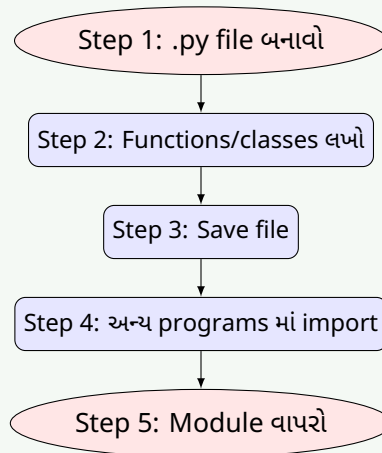 Step 1: .py file બનાવો
Step 2: Functions/classes લખો
Step 3: Save file
Step 4: અન્ય programs માં import
Step 5: Module વાપરો